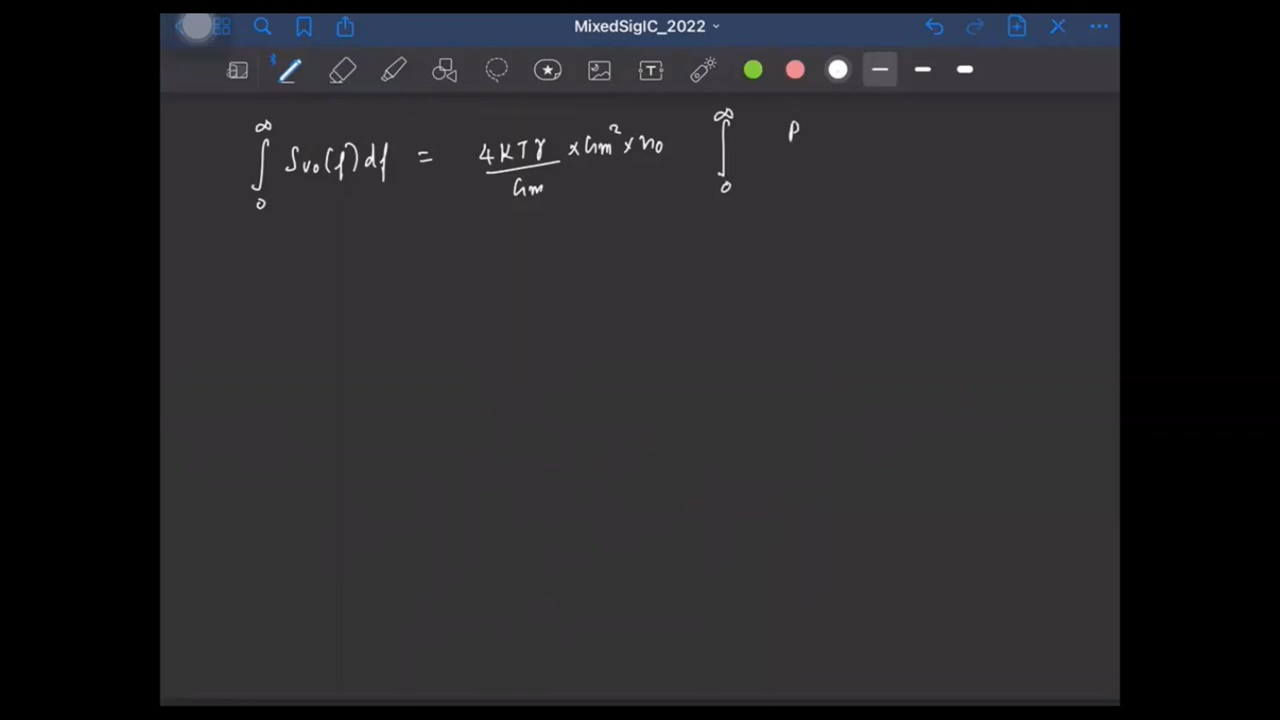 MixedSigIC_2022
∫₀^∞ Svo(f) df = 4KTγ/Gm × Gm² × ro ∫₀^∞ P